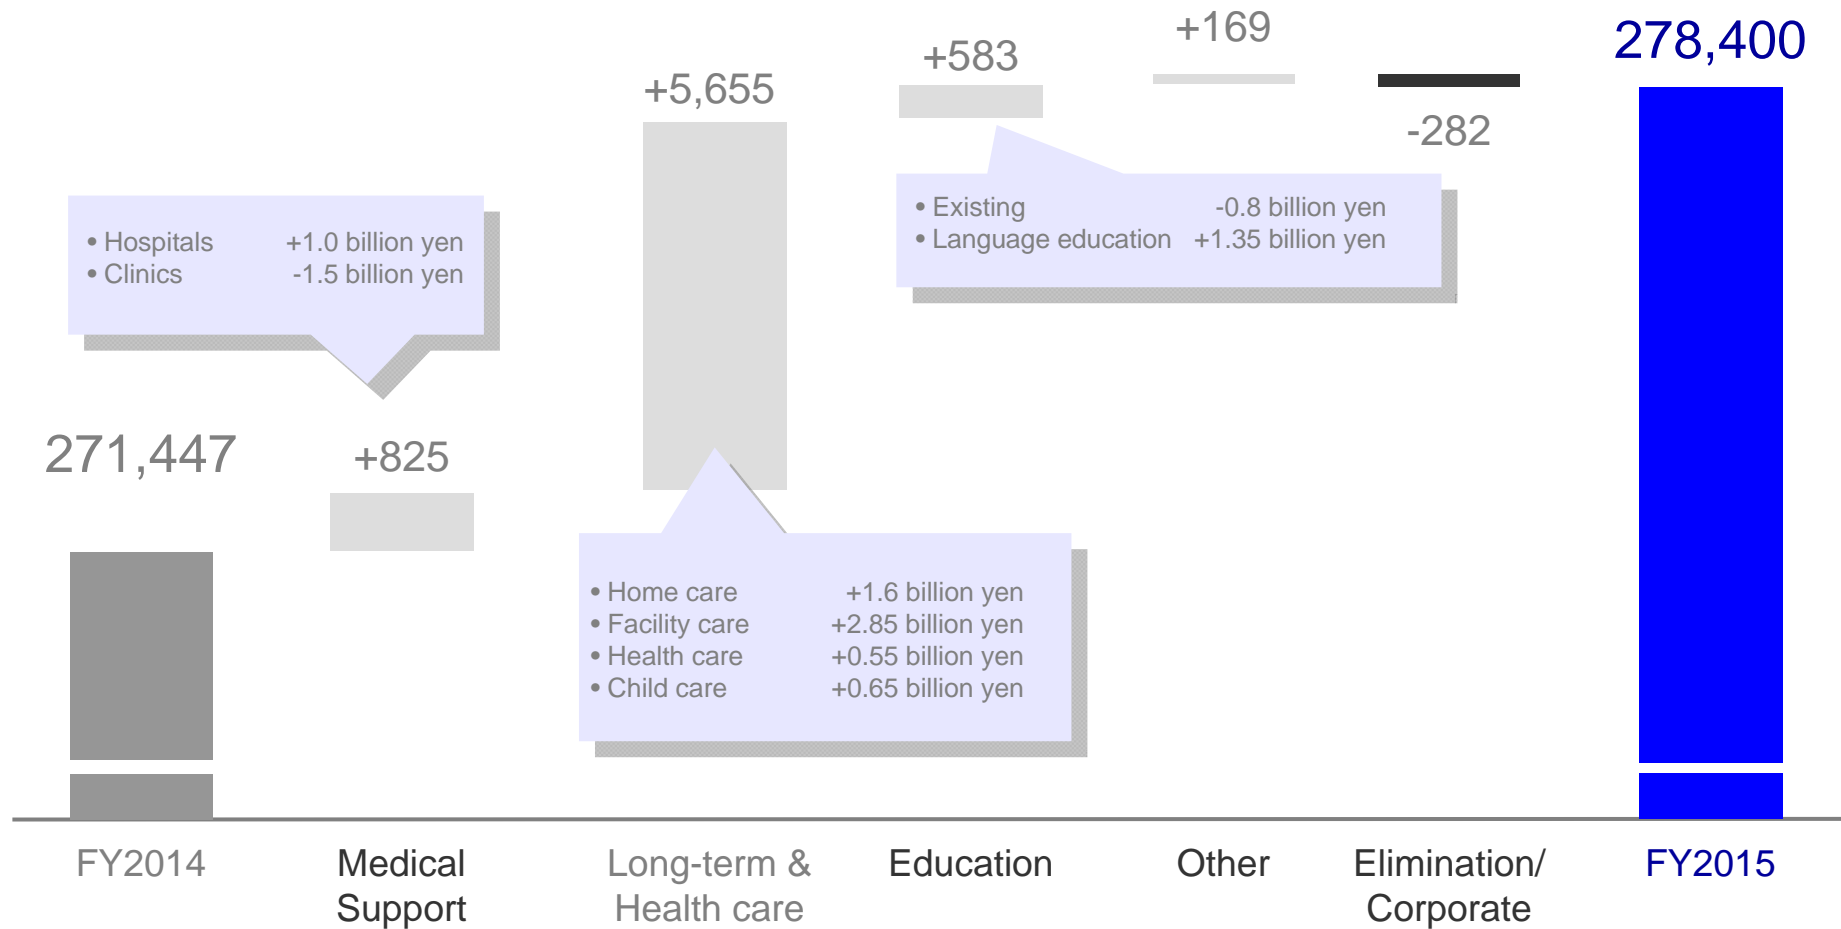 +169
278,400
+583
+5,655
-282
• Existing -0.8 billion yen
• Language education +1.35 billion yen
• Hospitals +1.0 billion yen
• Clinics -1.5 billion yen
271,447
+825
• Home care +1.6 billion yen
• Facility care +2.85 billion yen
• Health care +0.55 billion yen
• Child care +0.65 billion yen
FY2014
Medical
Support
Long-term &
Health care
Education
Other
Elimination/
Corporate
FY2015